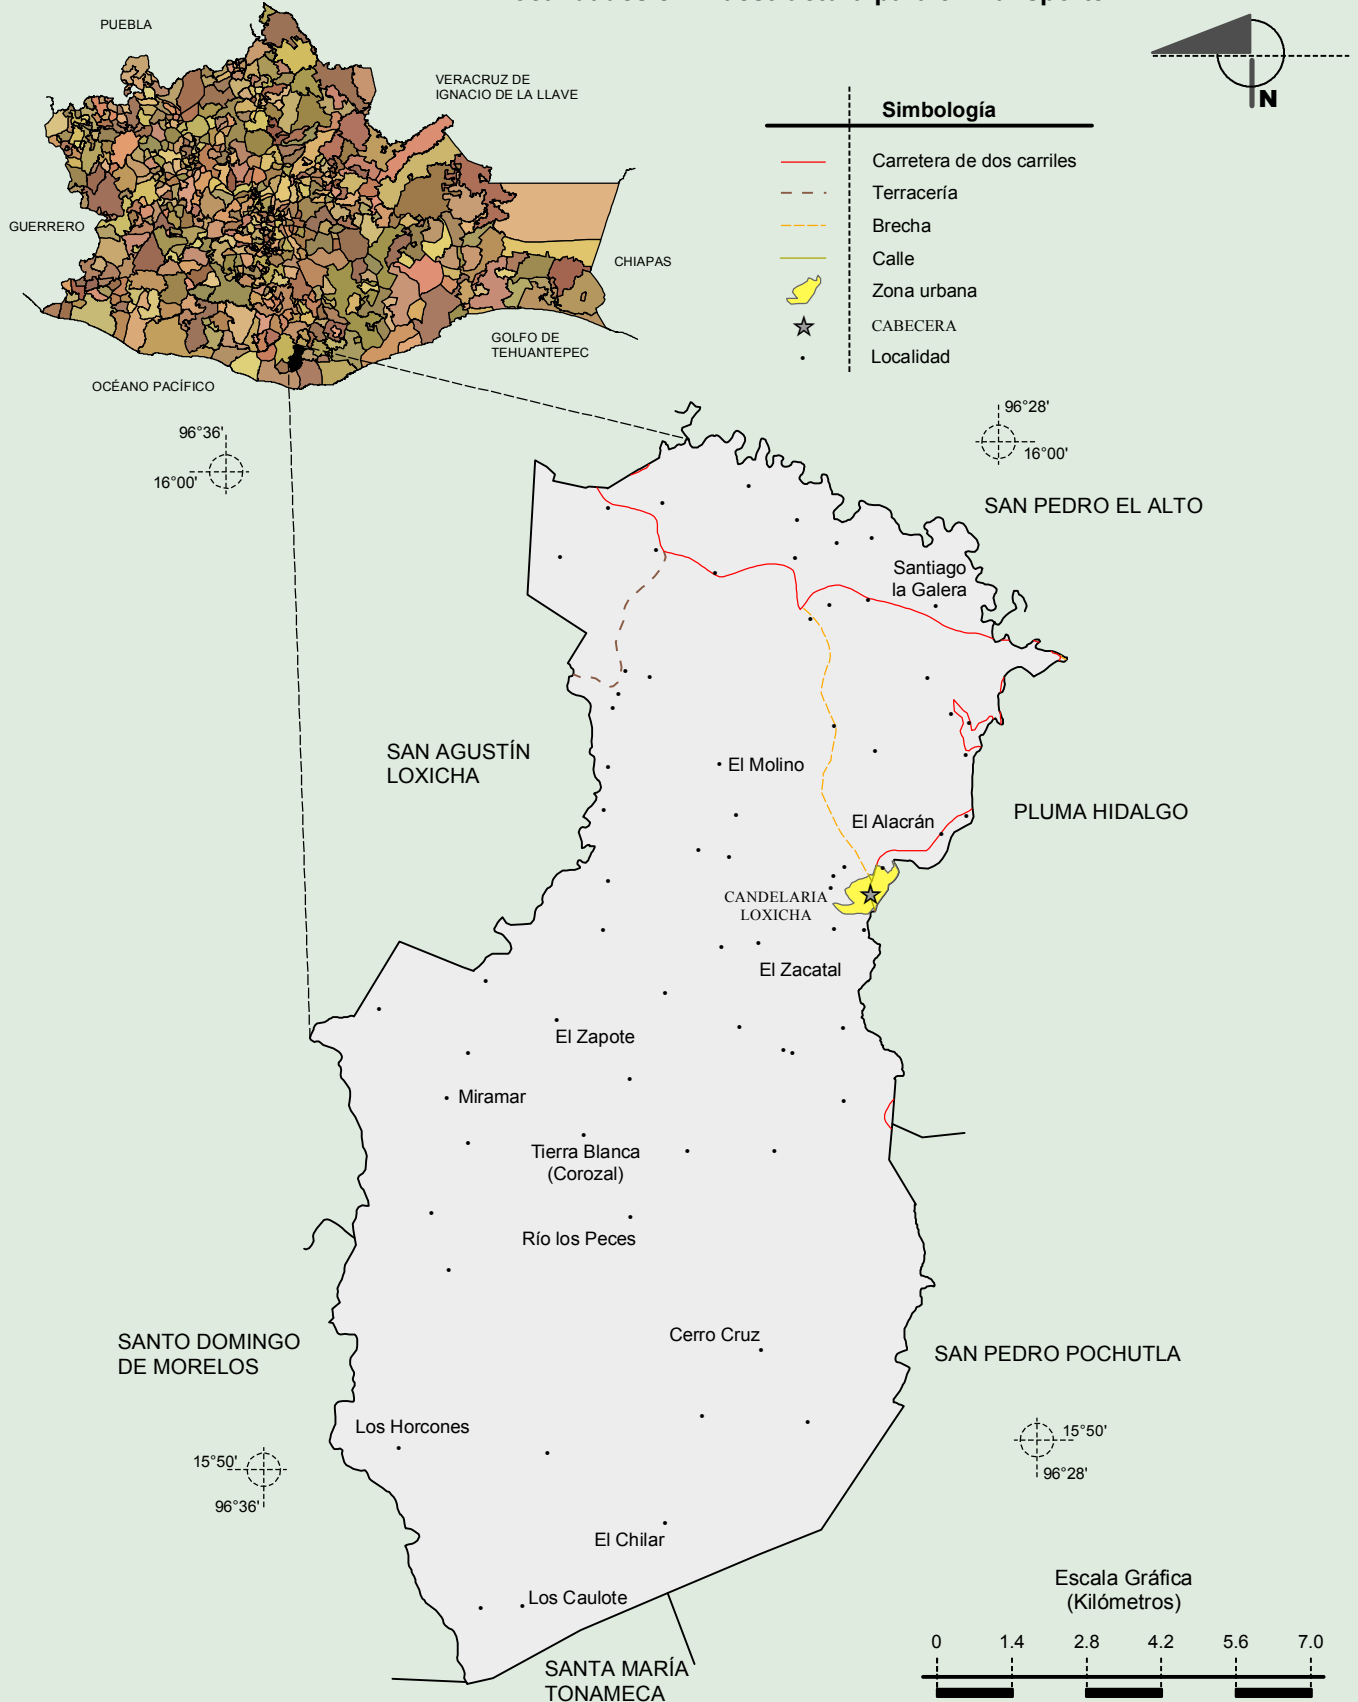 PUEBLA
VERACRUZ DE
IGNACIO DE LA LLAVE
GUERRERO
CHIAPAS
GOLFO DE
TEHUANTEPEC
OCÉANO PACÍFICO
N
Simbología
Carretera de dos carriles
Terracería
Brecha
Calle
Zona urbana
CABECERA
Localidad
96°36'
16°00'
96°28'
16°00'
SAN PEDRO EL ALTO
Santiago
la Galera
SAN AGUSTÍN
LOXICHA
El Molino
El Alacrán
PLUMA HIDALGO
CANDELARIA
LOXICHA
El Zacatal
El Zapote
Miramar
Tierra Blanca
(Corozal)
Río los Peces
Cerro Cruz
SANTO DOMINGO
DE MORELOS
SAN PEDRO POCHUTLA
Los Horcones
15°50'
96°36'
15°50'
96°28'
El Chilar
Los Caulote
SANTA MARÍA
TONAMECA
Escala Gráfica
(Kilómetros)
0 1.4 2.8 4.2 5.6 7.0